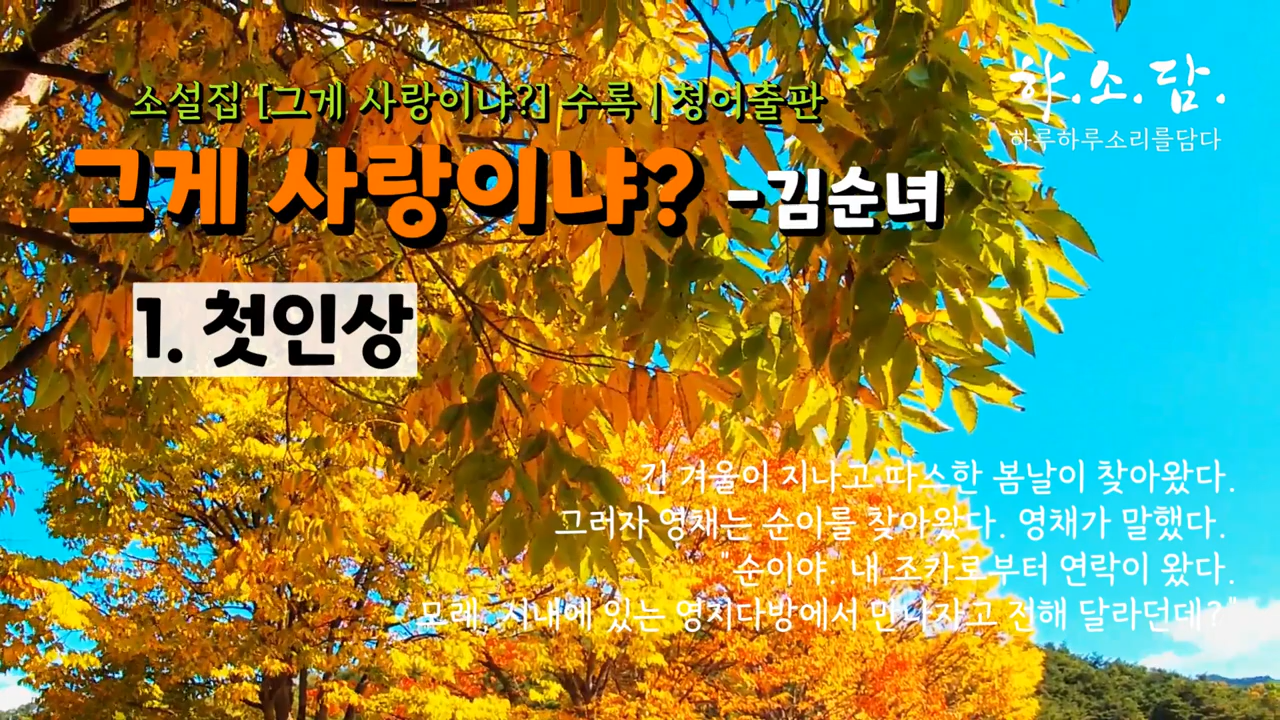 소설집 [그게 사랑이냐?] 수록 | 청어출판
하.소.담.
하루하루소리를담다
그게 사랑이냐? -김순녀
1. 첫인상
긴 겨울이 지나고 따스한 봄날이 찾아왔다.
그러자 영채는 순이를 찾아왔다. 영채가 말했다.
"순이야. 내 조카로부터 연락이 왔다.
모레, 시내에 있는 영지다방에서 만나자고 전해 달라던데?"